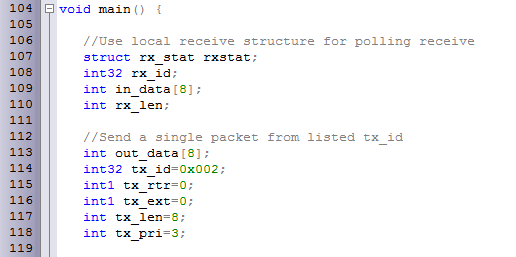 104 void main() {
105
106 //Use local receive structure for polling receive
107 struct rx_stat rxstat;
108 int32 rx_id;
109 int in_data[8];
110 int rx_len;
111
112 //Send a single packet from listed tx_id
113 int out_data[8];
114 int32 tx_id=0x002;
115 int1 tx_rtr=0;
116 int1 tx_ext=0;
117 int tx_len=8;
118 int tx_pri=3;
119